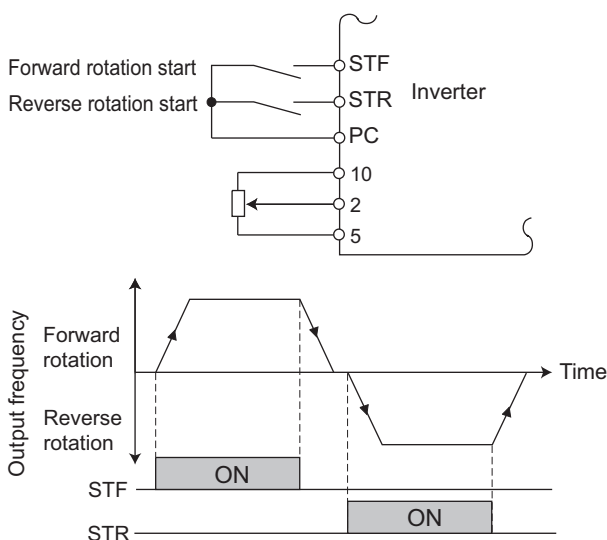 Forward rotation start
Reverse rotation start
STF
STR
PC
Inverter
10
2
5
Output frequency
Forward
rotation
Reverse
rotation
Time
STF
ON
STR
ON